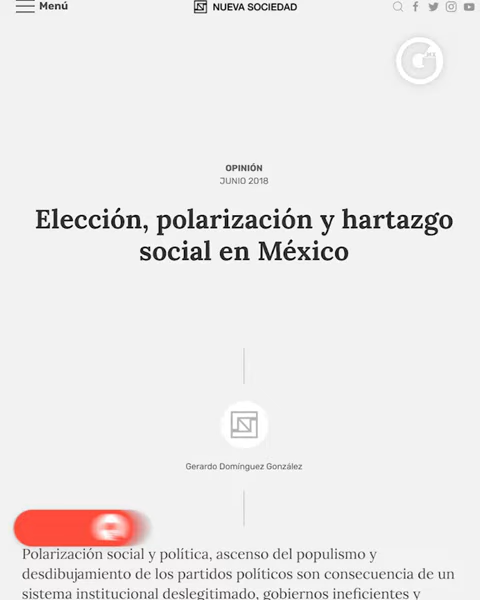 Menú
NUEVA SOCIEDAD
OPINIÓN
JUNIO 2018
Elección, polarización y hartazgo
social en México
Gerardo Domínguez González
Polarización social y política, ascenso del populismo y
desdibujamiento de los partidos políticos son consecuencia de un
sistema institucional deslegitimado, gobiernos ineficientes y